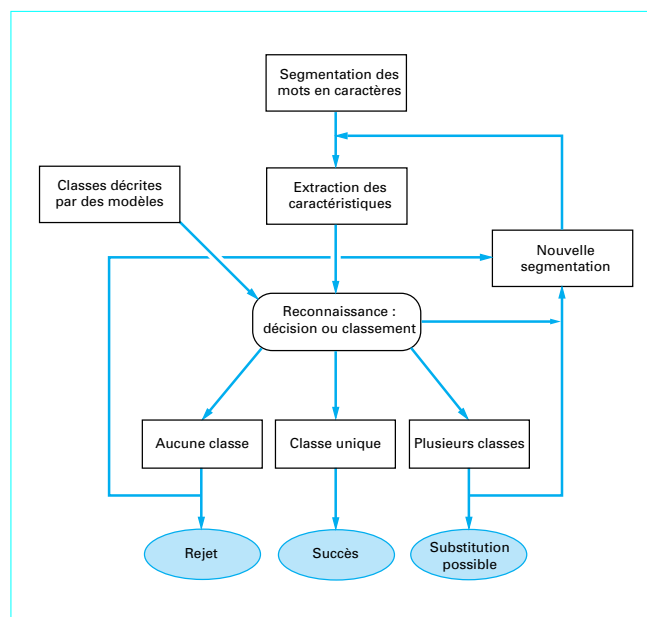 Segmentation des
mots en caractères
Classes décrites
par des modèles
Extraction des
caractéristiques
Nouvelle
segmentation
Reconnaissance :
décision ou classement
Aucune classe
Classe unique
Plusieurs classes
Rejet
Succès
Substitution
possible